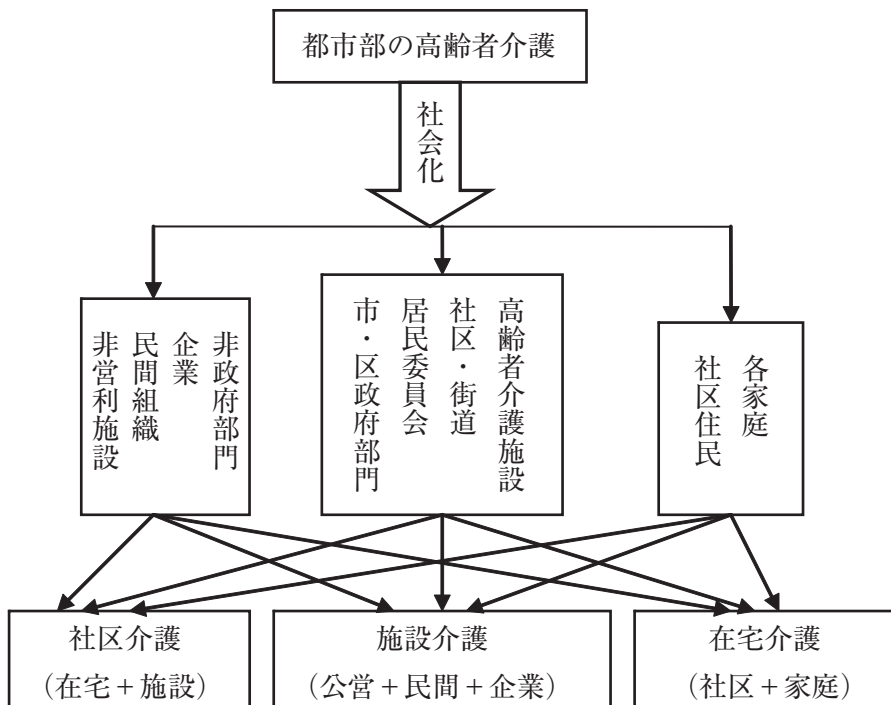 都市部の高齢者介護
社会化
非政府部門
企業
民間組織
非営利施設
高齢者介護施設
社区・街道
居民委員会
市・区政府部門
各家庭
社区住民
社区介護
（在宅＋施設）
施設介護
（公営＋民間＋企業）
在宅介護
（社区＋家庭）